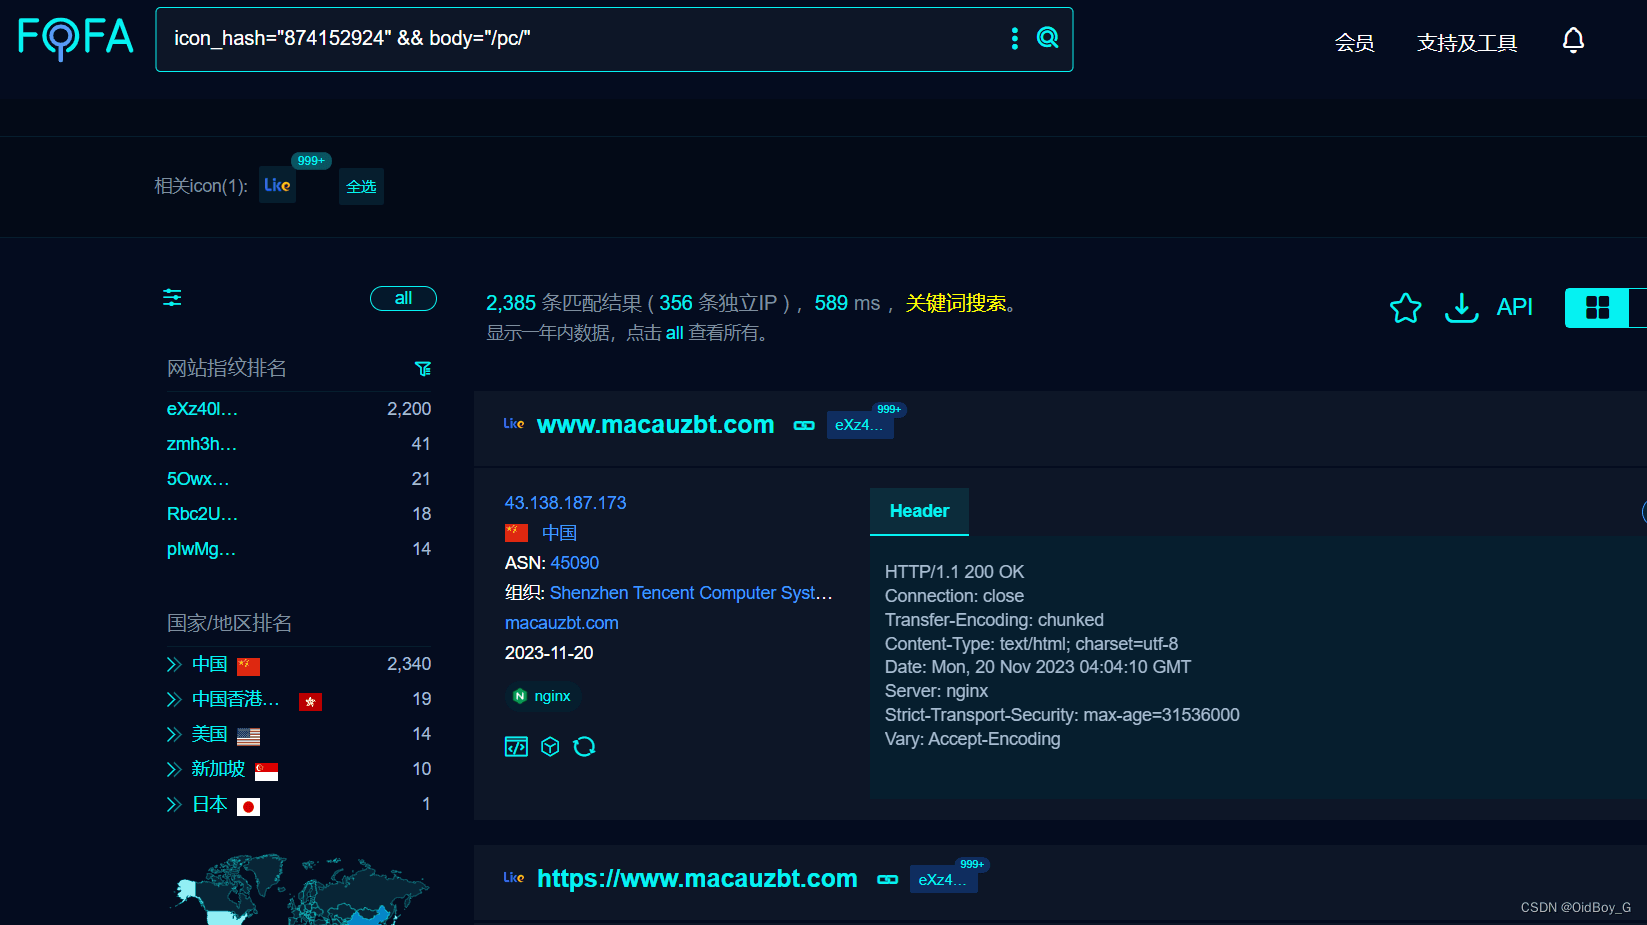 FOFA
icon_hash="874152924" && body="/pc/"
会员
支持及工具
相关icon(1):
Like
999+
全选
all
2,385 条匹配结果 ( 356 条独立IP ) ，589 ms ，关键词搜索。
显示一年内数据，点击 all 查看所有。
API
网站指纹排名
eXz40l... 2,200
zmh3h... 41
5Owx... 21
Rbc2U... 18
plwMg... 14
国家/地区排名
中国 2,340
中国香港... 19
美国 14
新加坡 10
日本 1
Like www.macauzbt.com eXz4... 999+
43.138.187.173
中国
ASN: 45090
组织: Shenzhen Tencent Computer Syst...
macauzbt.com
2023-11-20
nginx
Header
HTTP/1.1 200 OK
Connection: close
Transfer-Encoding: chunked
Content-Type: text/html; charset=utf-8
Date: Mon, 20 Nov 2023 04:04:10 GMT
Server: nginx
Strict-Transport-Security: max-age=31536000
Vary: Accept-Encoding
Like https://www.macauzbt.com eXz4... 999+
CSDN @OidBoy_G